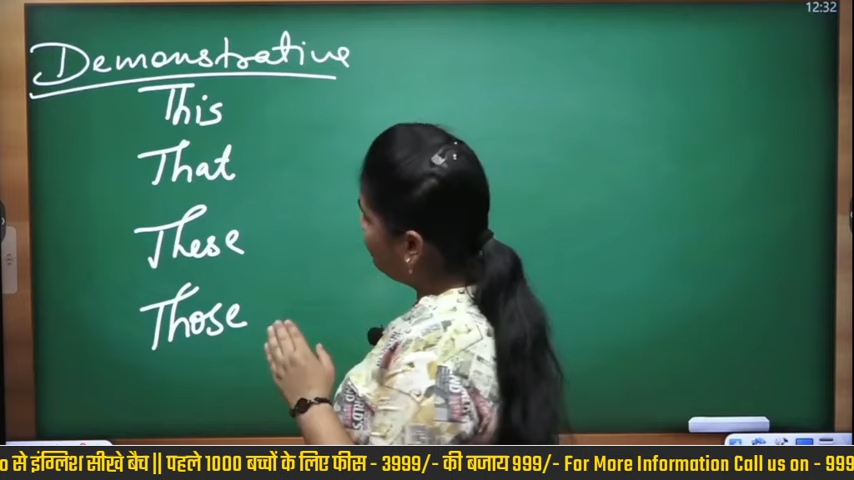 12:32
Demonstrative
This
That
These
Those
से इंग्लिश सीखे बैच || पहले 1000 बच्चों के लिए फीस - 3999/- की बजाय 999/- For More Information Call us on - 999